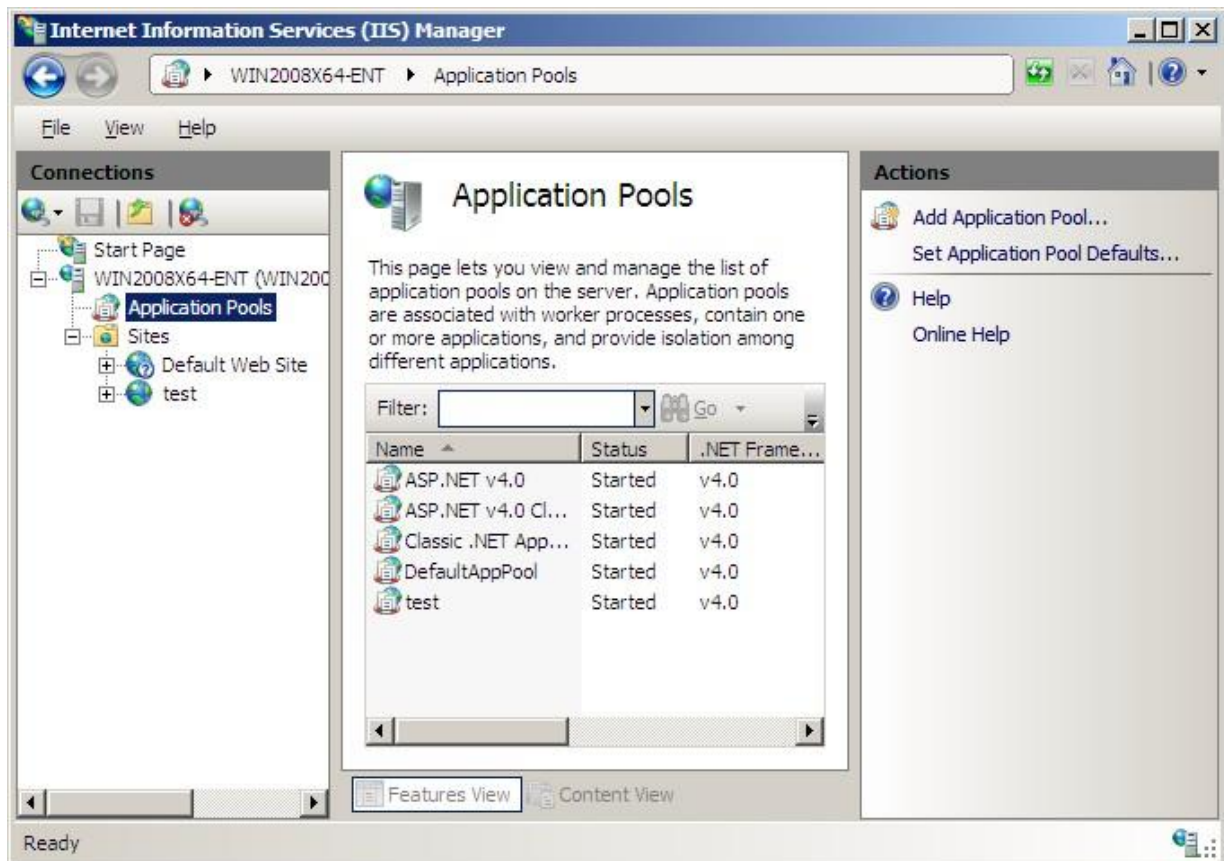 Internet Information Services (IIS) Manager
WIN2008X64-ENT Application Pools
File View Help
Connections
Start Page
WIN2008X64-ENT (WIN200
Application Pools
Sites
Default Web Site
test
Application Pools
This page lets you view and manage the list of
application pools on the server. Application pools
are associated with worker processes, contain one
or more applications, and provide isolation among
different applications.
Filter: Go
Name Status .NET Frame...
ASP.NET v4.0 Started v4.0
ASP.NET v4.0 Cl... Started v4.0
Classic .NET App... Started v4.0
DefaultAppPool Started v4.0
test Started v4.0
Features View Content View
Actions
Add Application Pool...
Set Application Pool Defaults...
Help
Online Help
Ready